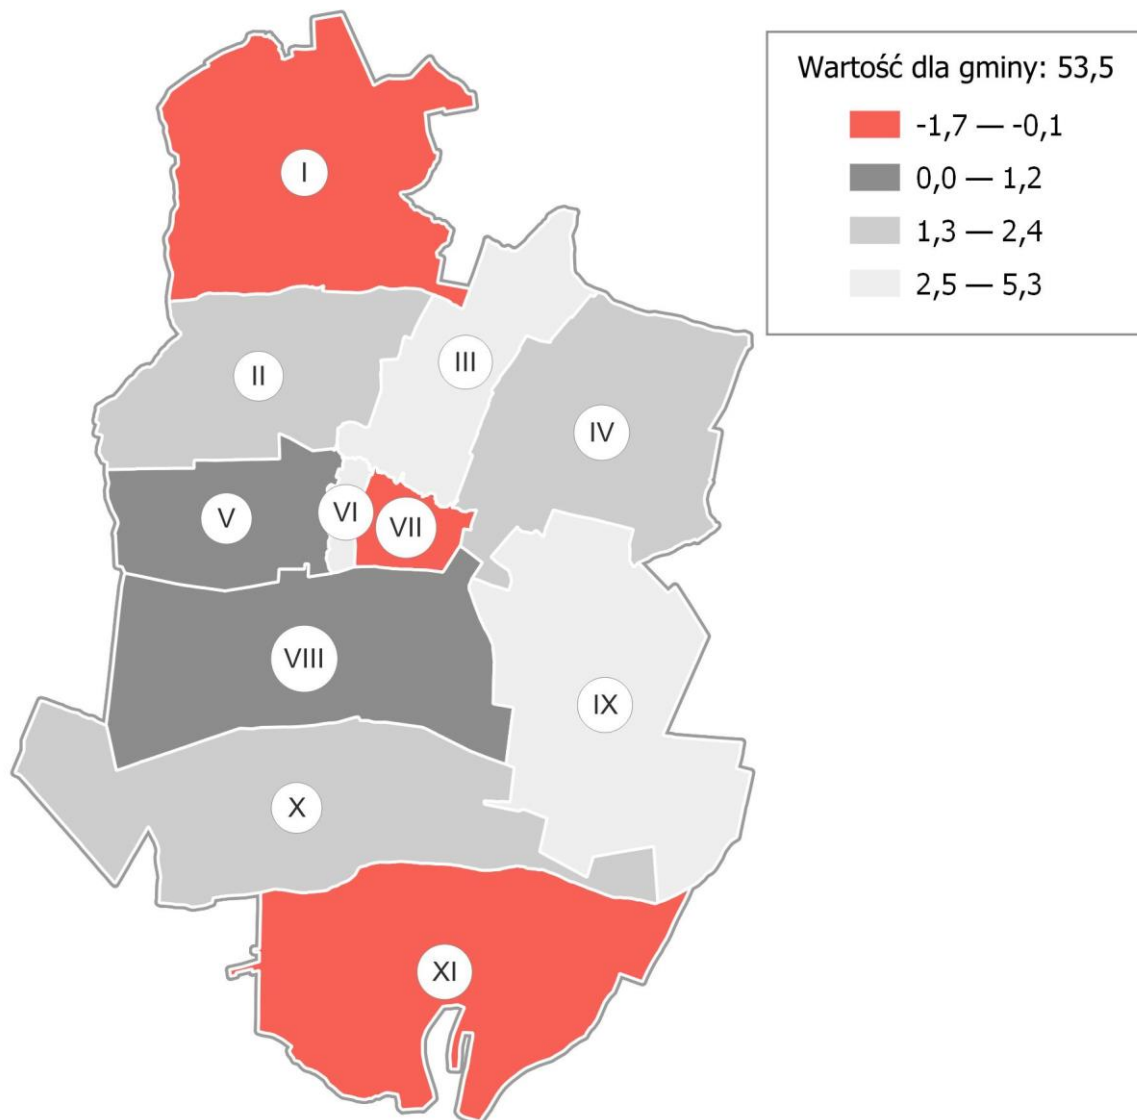 Wartość dla gminy: 53,5
-1,7 — -0,1
0,0 — 1,2
1,3 — 2,4
2,5 — 5,3
I
II
III
IV
V
VI
VII
VIII
IX
X
XI